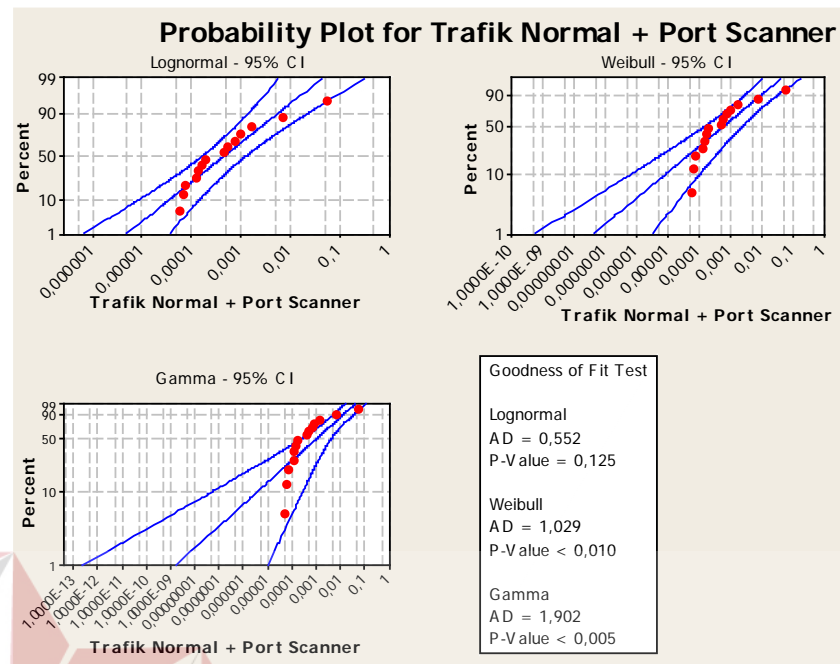 Probability Plot for Trafik Normal + Port Scanner
Lognormal - 95% CI
Percent
99
90
50
10
1
0,000001
0,00001
0,0001
0,001
0,01
0,1
1
Trafik Normal + Port Scanner
Weibull - 95% CI
Percent
90
50
10
1
1,0000E-10
1,0000E-09
0,00000001
0,0000001
0,000001
0,00001
0,0001
0,001
0,01
0,1
1
Trafik Normal + Port Scanner
Gamma - 95% CI
Percent
99
90
50
10
1
1,0000E-13
1,0000E-12
1,0000E-11
1,0000E-10
1,0000E-09
0,00000001
0,0000001
0,000001
0,00001
0,0001
0,001
0,01
0,1
1
Trafik Normal + Port Scanner
Goodness of Fit Test
Lognormal
AD = 0,552
P-Value = 0,125
Weibull
AD = 1,029
P-Value < 0,010
Gamma
AD = 1,902
P-Value < 0,005